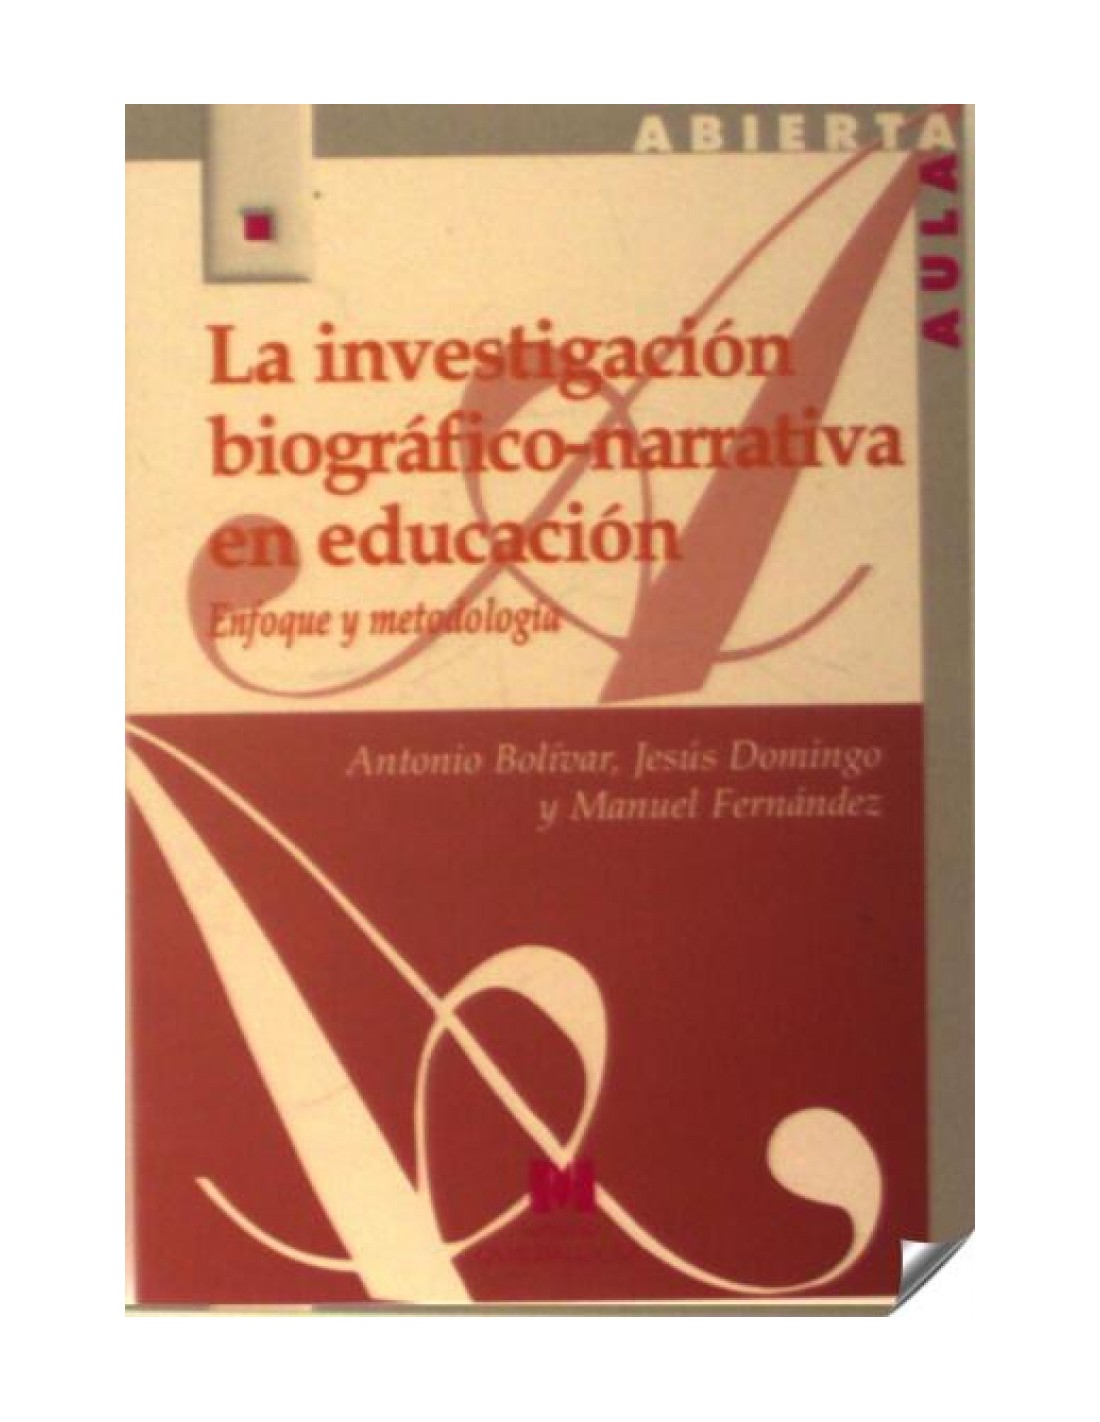 ABIERTA
AULA
La investigación
biográfico-narrativa
en educación
Enfoque y metodología
Antonio Bolívar, Jesús Domingo
y Manuel Fernández
M